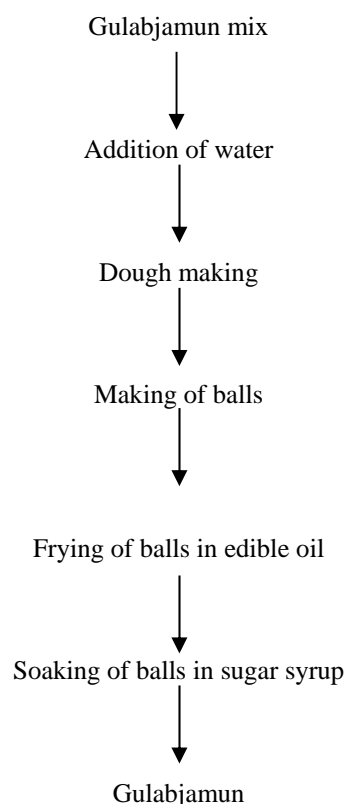 Gulabjamun mix
Addition of water
Dough making
Making of balls
Frying of balls in edible oil
Soaking of balls in sugar syrup
Gulabjamun